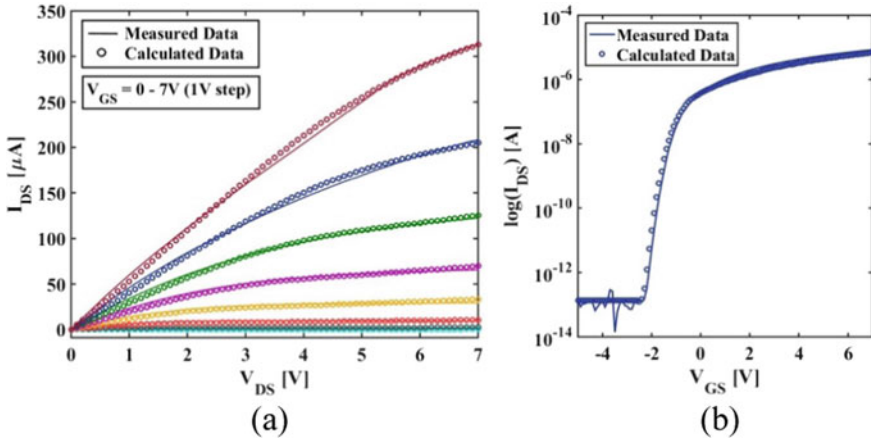 350
300
250
200
150
100
50
0
I_DS [μA]
Measured Data
Calculated Data
V_GS = 0 - 7V (1V step)
0 1 2 3 4 5 6 7
V_DS [V]
(a)
10^-4
10^-6
10^-8
10^-10
10^-12
10^-14
log(I_DS) [A]
Measured Data
Calculated Data
-4 -2 0 2 4 6
V_GS [V]
(b)